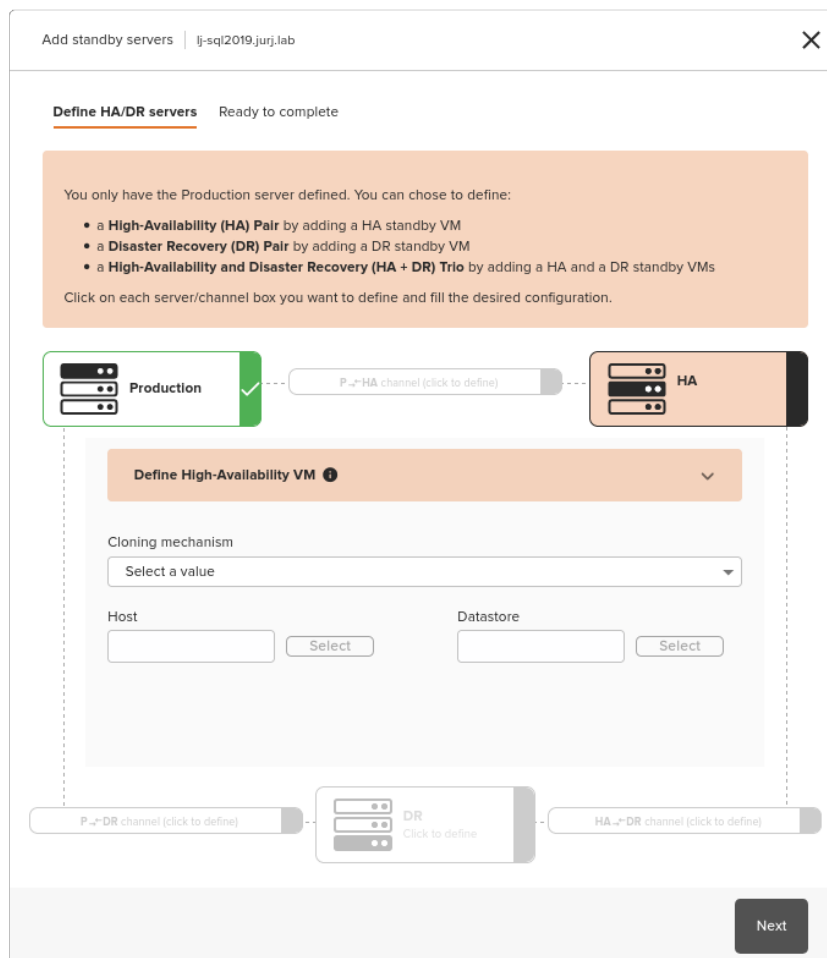 Add standby servers lj-sql2019.jurj.lab
Define HA/DR servers Ready to complete
You only have the Production server defined. You can chose to define:
• a High-Availability (HA) Pair by adding a HA standby VM
• a Disaster Recovery (DR) Pair by adding a DR standby VM
• a High-Availability and Disaster Recovery (HA + DR) Trio by adding a HA and a DR standby VMs
Click on each server/channel box you want to define and fill the desired configuration.
Production
P HA channel (click to define)
HA
Define High-Availability VM
Cloning mechanism
Select a value
Host Datastore
Select Select
P DR channel (click to define)
DR
Click to define
HA DR channel (click to define)
Next